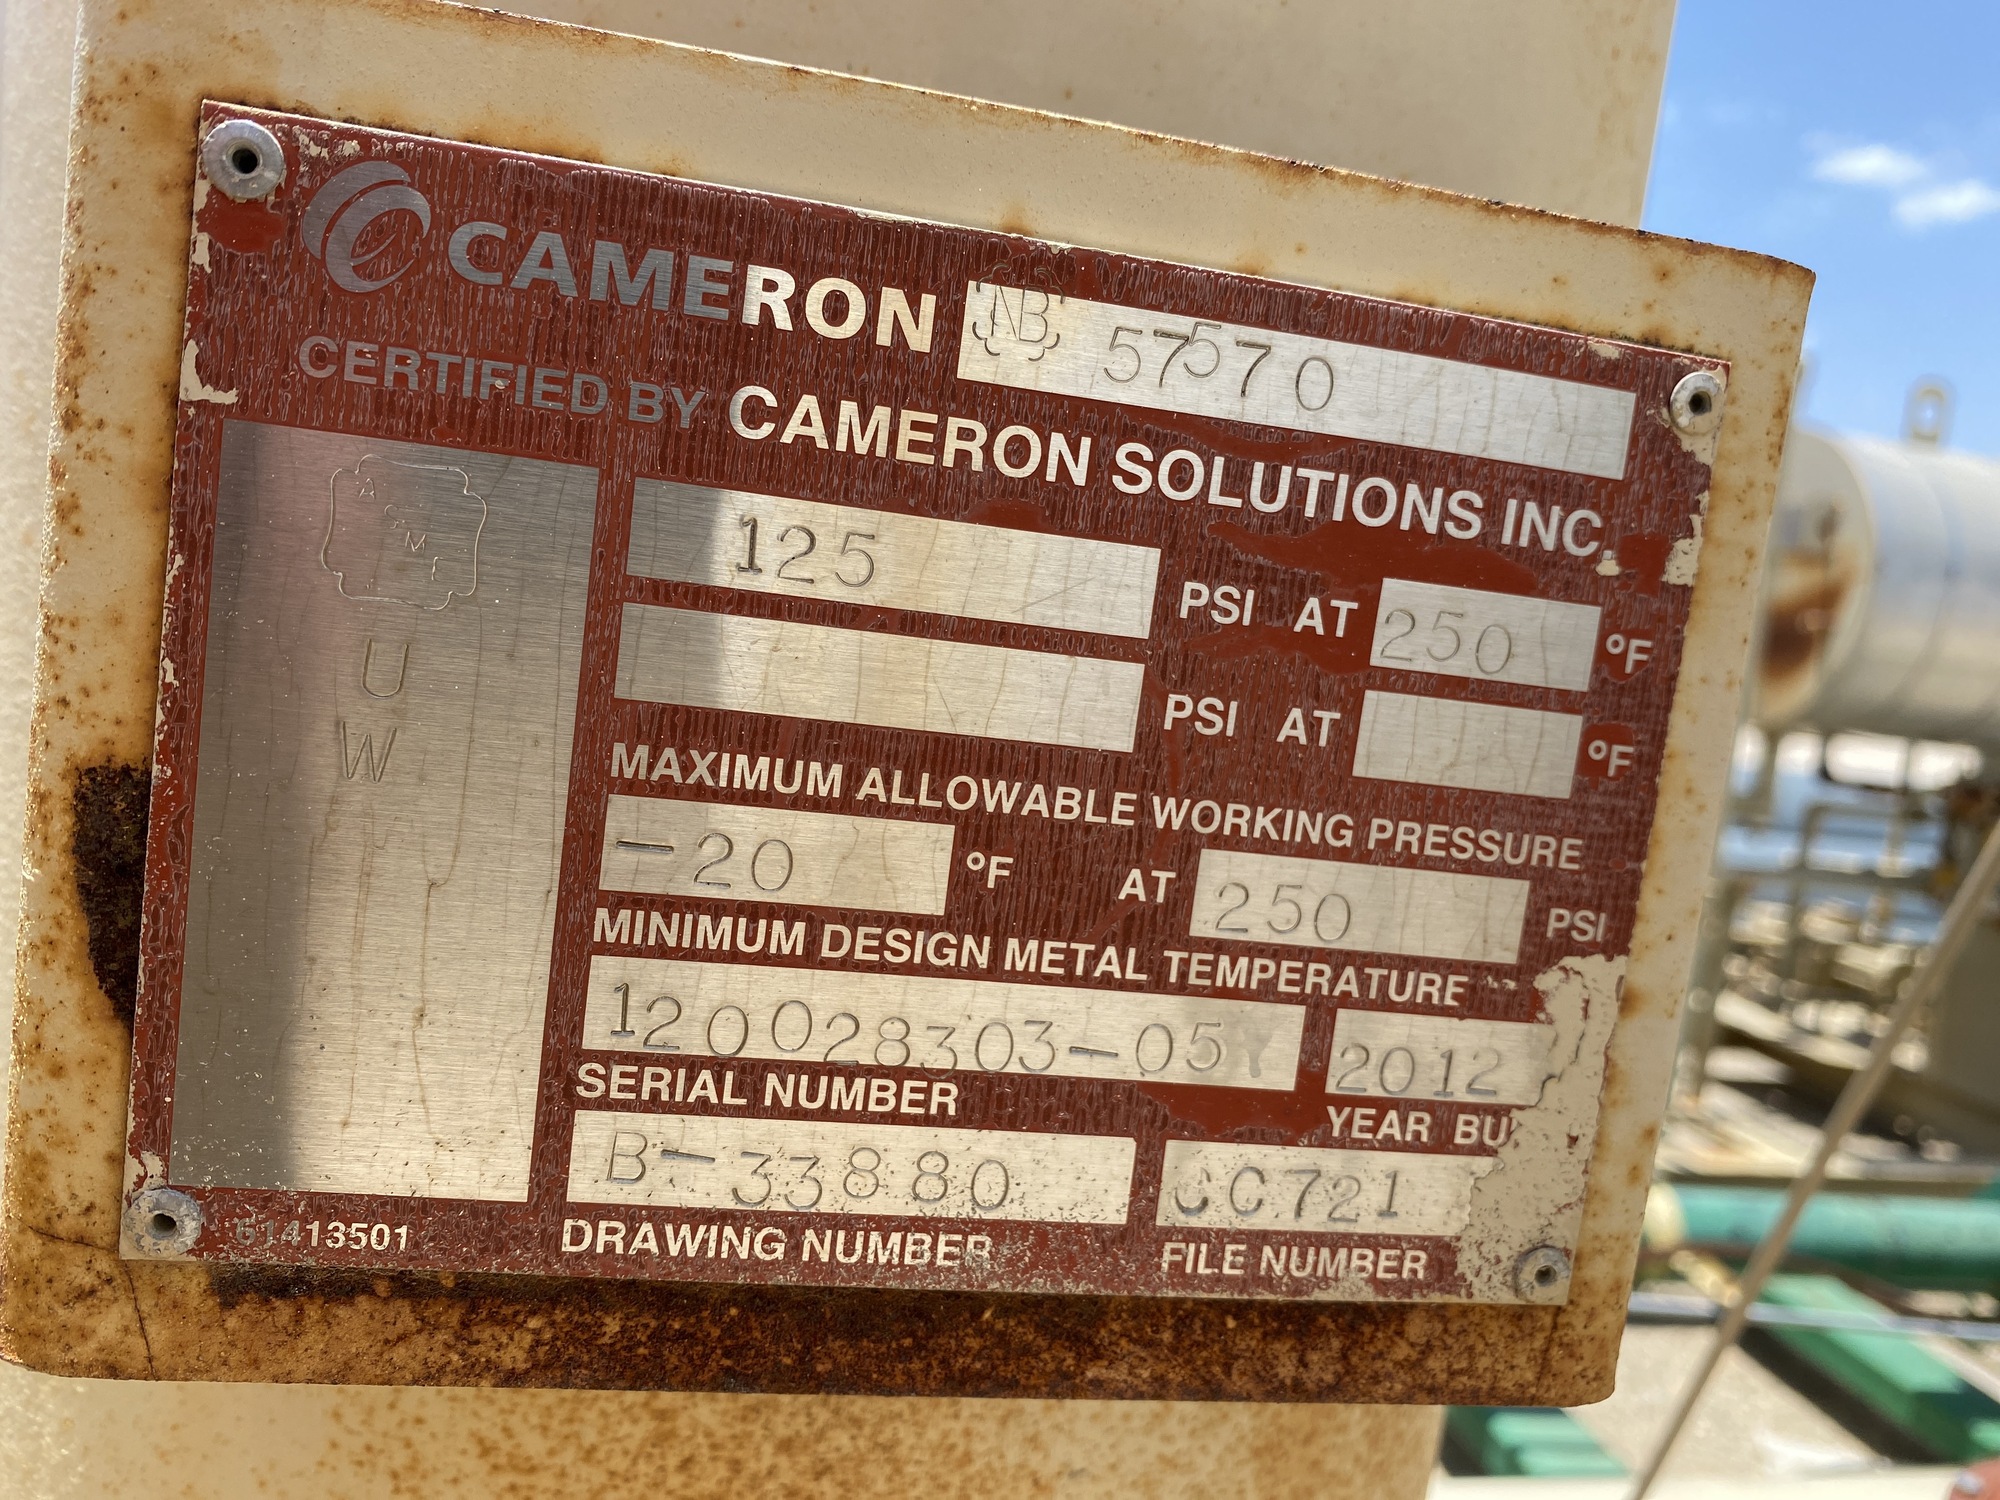 CAMERON NB 57570
CERTIFIED BY CAMERON SOLUTIONS INC.
ASME
U
W
125 PSI AT 250 °F
PSI AT °F
MAXIMUM ALLOWABLE WORKING PRESSURE
-20 °F AT 250 PSI
MINIMUM DESIGN METAL TEMPERATURE
120028303-05 2012
SERIAL NUMBER YEAR BU
B-33880 CC721
DRAWING NUMBER FILE NUMBER
61413501